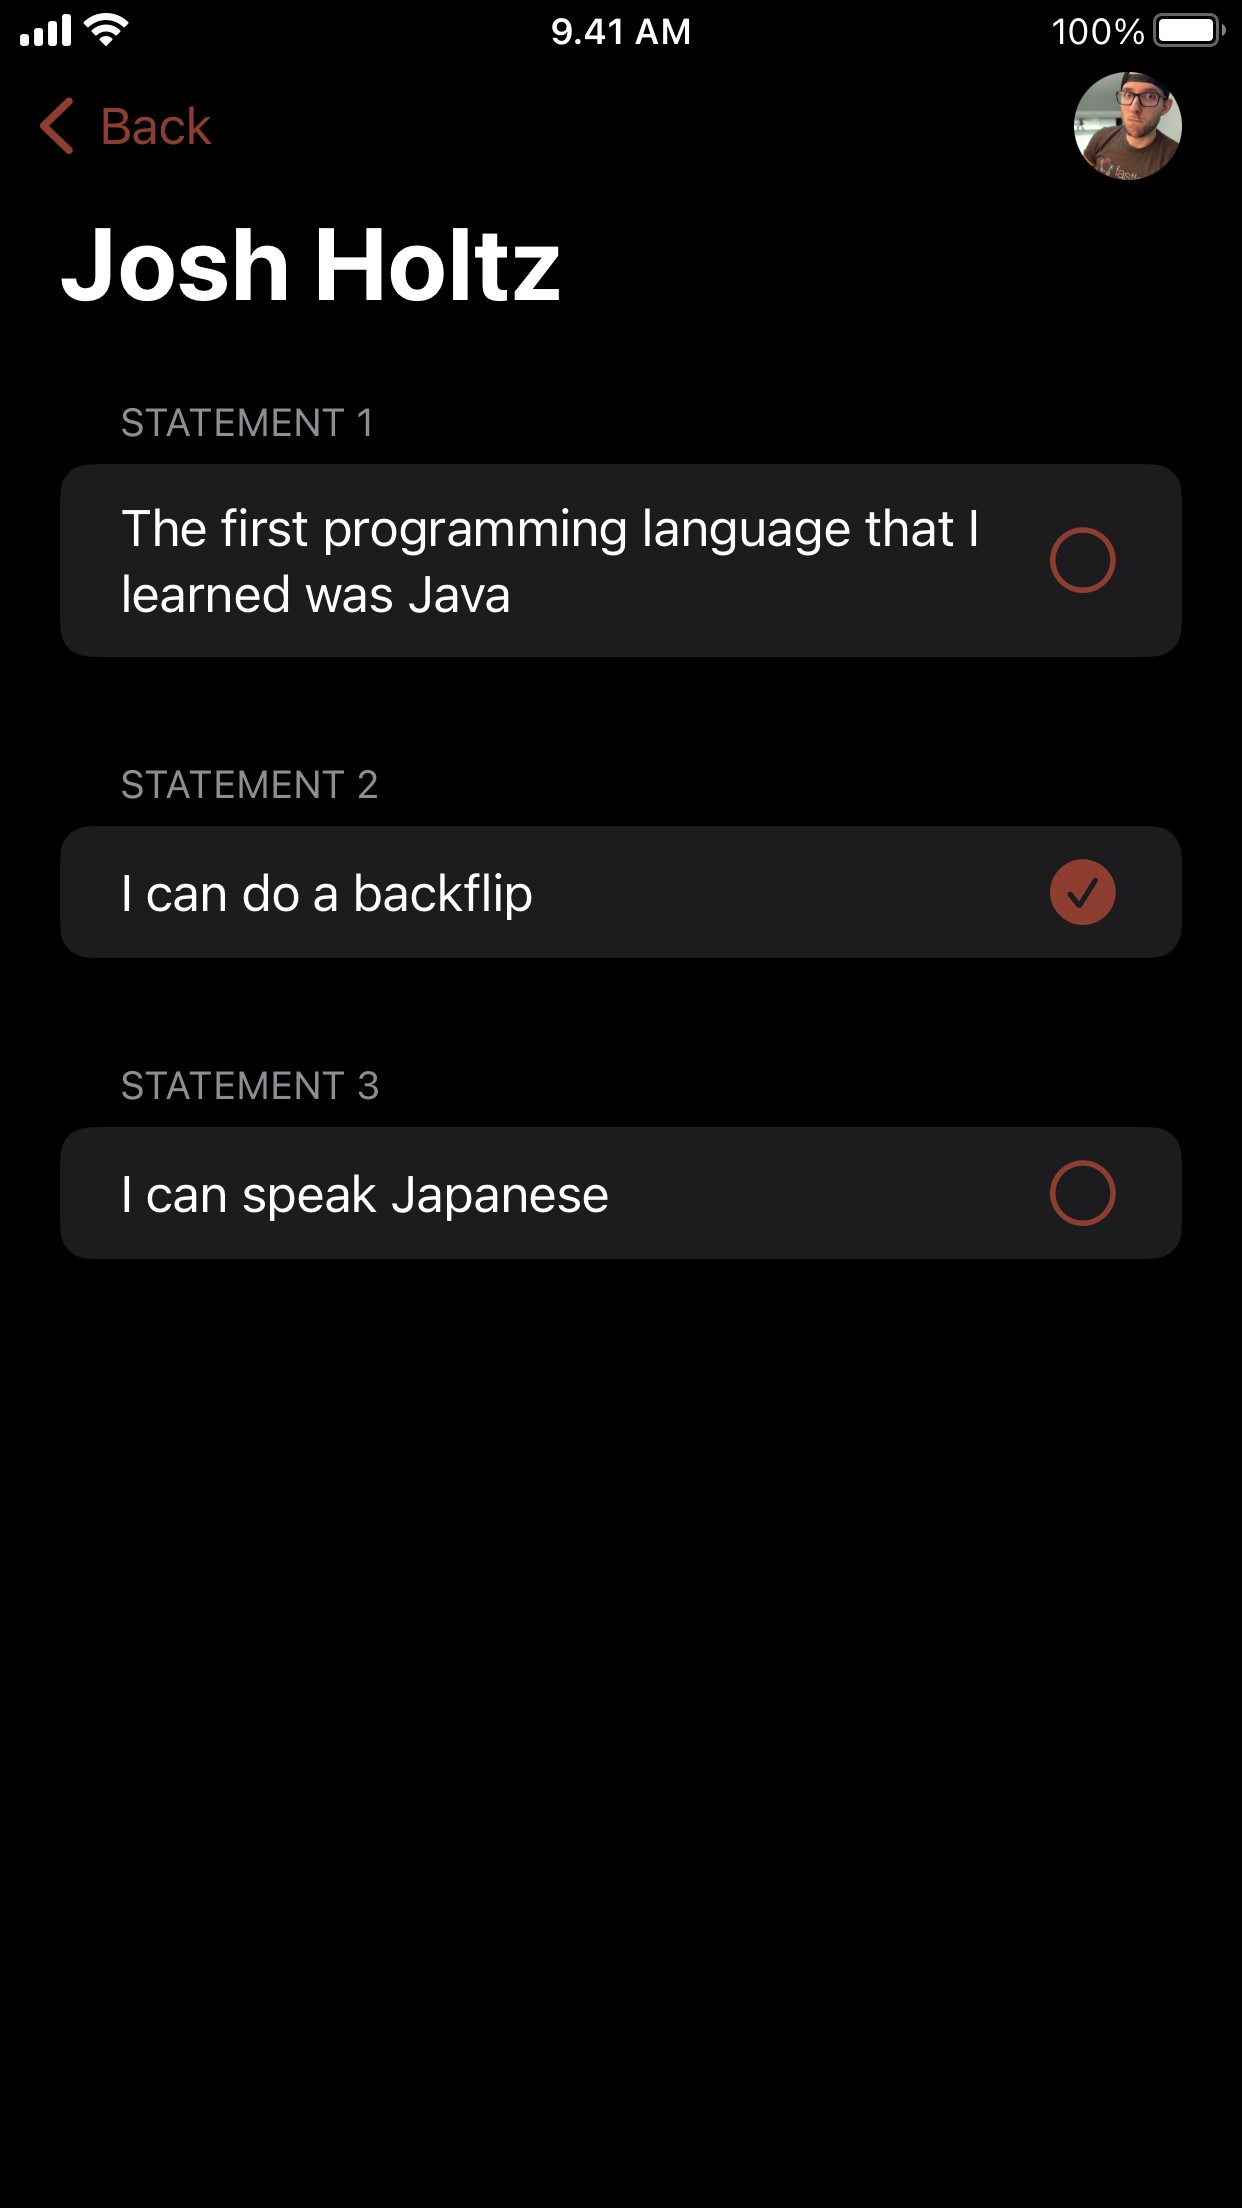 9.41 AM
100%
Back
Josh Holtz
STATEMENT 1
The first programming language that I
learned was Java
STATEMENT 2
I can do a backflip
STATEMENT 3
I can speak Japanese